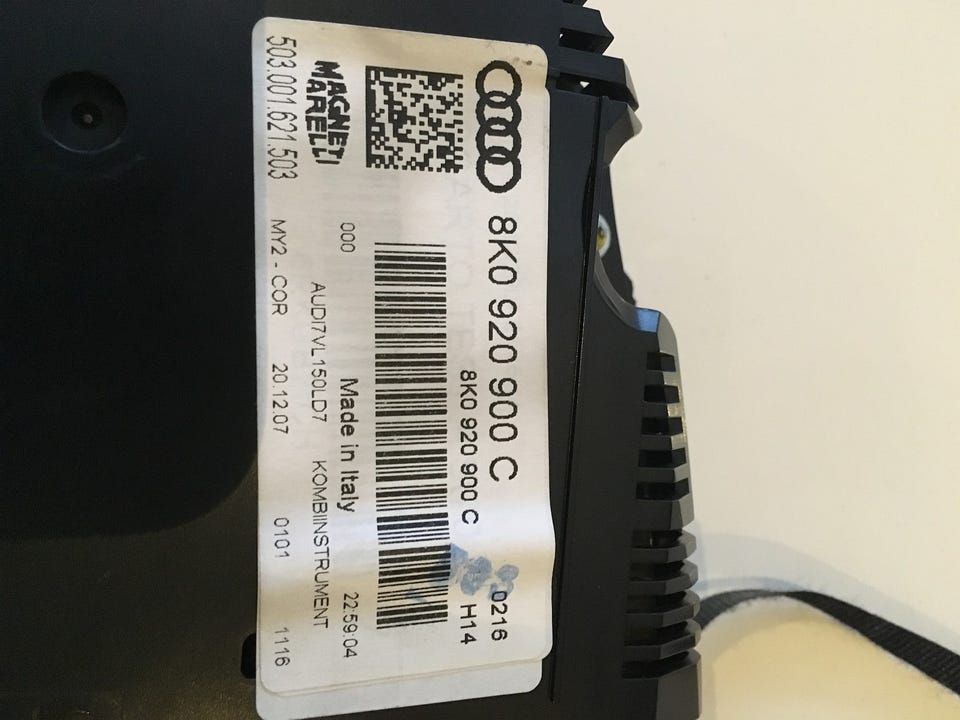 8K0 920 900 C 0216
8K0 920 900 C H14
000 Made in Italy 22:59:04
MAGNETI
MARELLI
AUDI7VL150LD7 KOMBIINSTRUMENT
503.001.621.503 MY2 - COR 20.12.07 0101 1116